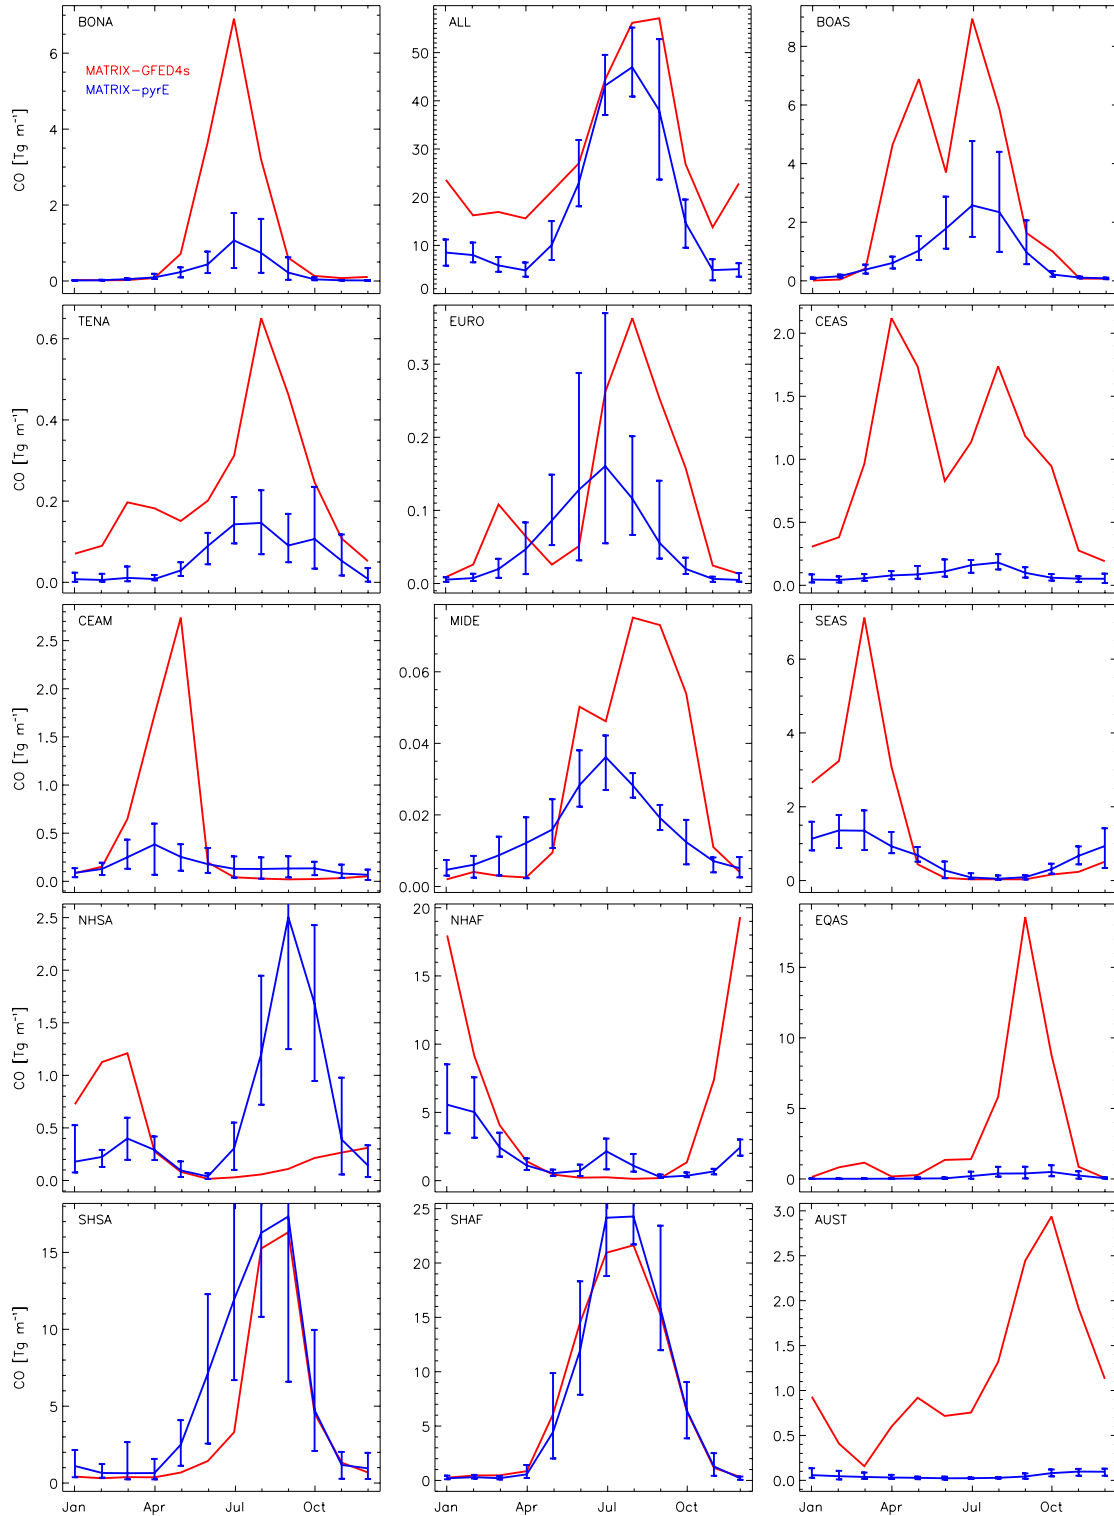 BONA
MATRIX-GFED4s
MATRIX-pyrE
CO [Tg m⁻¹]
6
4
2
0
ALL
50
40
30
20
10
0
BOAS
8
6
4
2
0
TENA
CO [Tg m⁻¹]
0.6
0.4
0.2
0.0
EURO
0.3
0.2
0.1
0.0
CEAS
2.0
1.5
1.0
0.5
0.0
CEAM
CO [Tg m⁻¹]
2.5
2.0
1.5
1.0
0.5
0.0
MIDE
0.06
0.04
0.02
0.00
SEAS
6
4
2
0
NHSA
CO [Tg m⁻¹]
2.5
2.0
1.5
1.0
0.5
0.0
NHAF
20
15
10
5
0
EQAS
15
10
5
0
SHSA
CO [Tg m⁻¹]
15
10
5
0
Jan Apr Jul Oct
SHAF
25
20
15
10
5
0
Jan Apr Jul Oct
AUST
3.0
2.5
2.0
1.5
1.0
0.5
0.0
Jan Apr Jul Oct